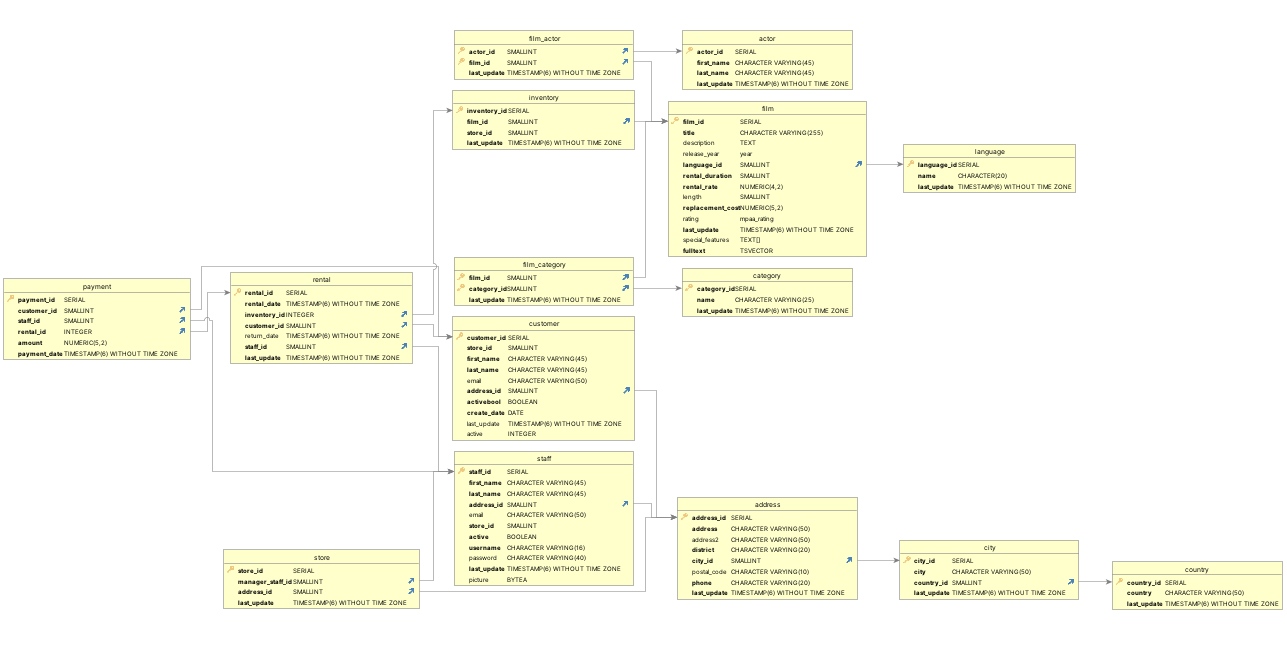 film_actor
actor_id SMALLINT
film_id SMALLINT
last_update TIMESTAMP(6) WITHOUT TIME ZONE
actor
actor_id SERIAL
first_name CHARACTER VARYING(45)
last_name CHARACTER VARYING(45)
last_update TIMESTAMP(6) WITHOUT TIME ZONE
inventory
inventory_id SERIAL
film_id SMALLINT
store_id SMALLINT
last_update TIMESTAMP(6) WITHOUT TIME ZONE
film
film_id SERIAL
title CHARACTER VARYING(255)
description TEXT
release_year year
language_id SMALLINT
rental_duration SMALLINT
rental_rate NUMERIC(4,2)
length SMALLINT
replacement_cost NUMERIC(5,2)
rating mpaa_rating
last_update TIMESTAMP(6) WITHOUT TIME ZONE
special_features TEXT[]
fulltext TSVECTOR
language
language_id SERIAL
name CHARACTER(20)
last_update TIMESTAMP(6) WITHOUT TIME ZONE
payment
payment_id SERIAL
customer_id SMALLINT
staff_id SMALLINT
rental_id INTEGER
amount NUMERIC(5,2)
payment_date TIMESTAMP(6) WITHOUT TIME ZONE
rental
rental_id SERIAL
rental_date TIMESTAMP(6) WITHOUT TIME ZONE
inventory_id INTEGER
customer_id SMALLINT
return_date TIMESTAMP(6) WITHOUT TIME ZONE
staff_id SMALLINT
last_update TIMESTAMP(6) WITHOUT TIME ZONE
film_category
film_id SMALLINT
category_id SMALLINT
last_update TIMESTAMP(6) WITHOUT TIME ZONE
category
category_id SERIAL
name CHARACTER VARYING(25)
last_update TIMESTAMP(6) WITHOUT TIME ZONE
customer
customer_id SERIAL
store_id SMALLINT
first_name CHARACTER VARYING(45)
last_name CHARACTER VARYING(45)
email CHARACTER VARYING(50)
address_id SMALLINT
activebool BOOLEAN
create_date DATE
last_update TIMESTAMP(6) WITHOUT TIME ZONE
active INTEGER
staff
staff_id SERIAL
first_name CHARACTER VARYING(45)
last_name CHARACTER VARYING(45)
address_id SMALLINT
email CHARACTER VARYING(50)
store_id SMALLINT
active BOOLEAN
username CHARACTER VARYING(16)
password CHARACTER VARYING(40)
last_update TIMESTAMP(6) WITHOUT TIME ZONE
picture BYTEA
store
store_id SERIAL
manager_staff_id SMALLINT
address_id SMALLINT
last_update TIMESTAMP(6) WITHOUT TIME ZONE
address
address_id SERIAL
address CHARACTER VARYING(50)
address2 CHARACTER VARYING(50)
district CHARACTER VARYING(20)
city_id SMALLINT
postal_code CHARACTER VARYING(10)
phone CHARACTER VARYING(20)
last_update TIMESTAMP(6) WITHOUT TIME ZONE
city
city_id SERIAL
city CHARACTER VARYING(50)
country_id SMALLINT
last_update TIMESTAMP(6) WITHOUT TIME ZONE
country
country_id SERIAL
country CHARACTER VARYING(50)
last_update TIMESTAMP(6) WITHOUT TIME ZONE